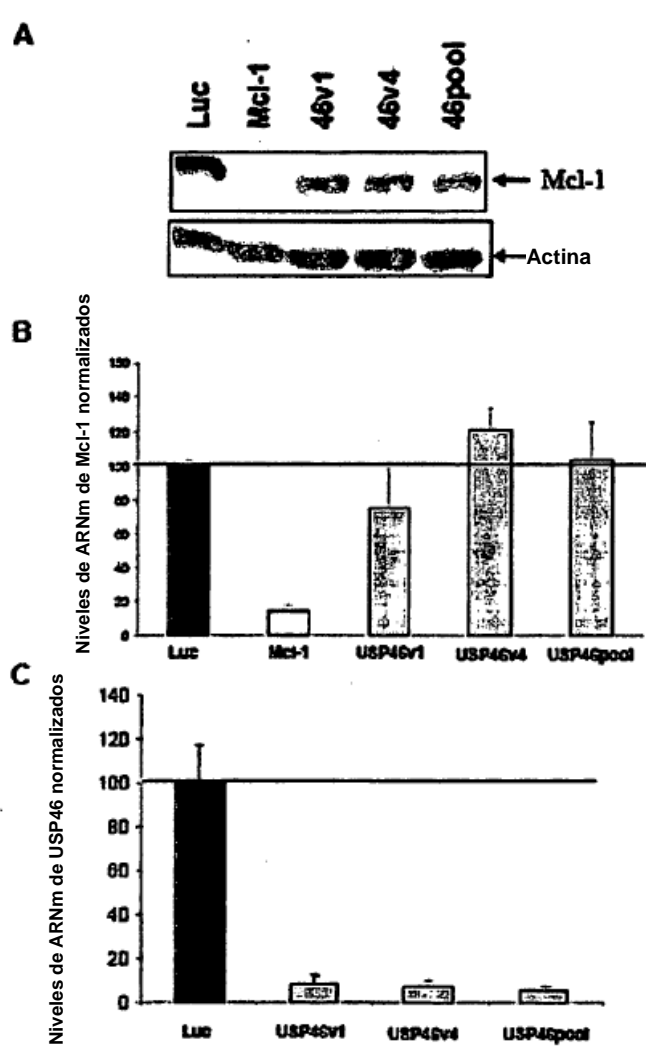 A
Luc Mcl-1 46v1 46v4 46pool
Mcl-1
Actina
B
Niveles de ARNm de Mcl-1 normalizados
140
120
100
80
60
40
20
0
Luc Mcl-1 USP46v1 USP46v4 USP46pool
C
Niveles de ARNm de USP46 normalizados
140
120
100
80
60
40
20
0
Luc USP46v1 USP46v4 USP46pool